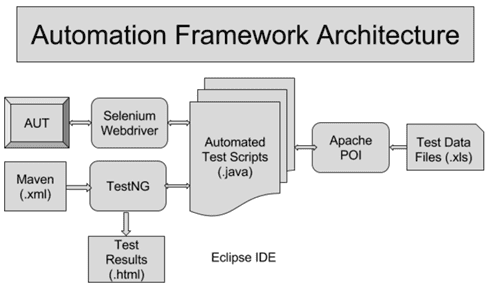 Automation Framework Architecture
AUT
Selenium
Webdriver
Automated
Test Scripts
(.java)
Apache
POI
Test Data
Files (.xls)
Maven
(.xml)
TestNG
Test
Results
(.html)
Eclipse IDE